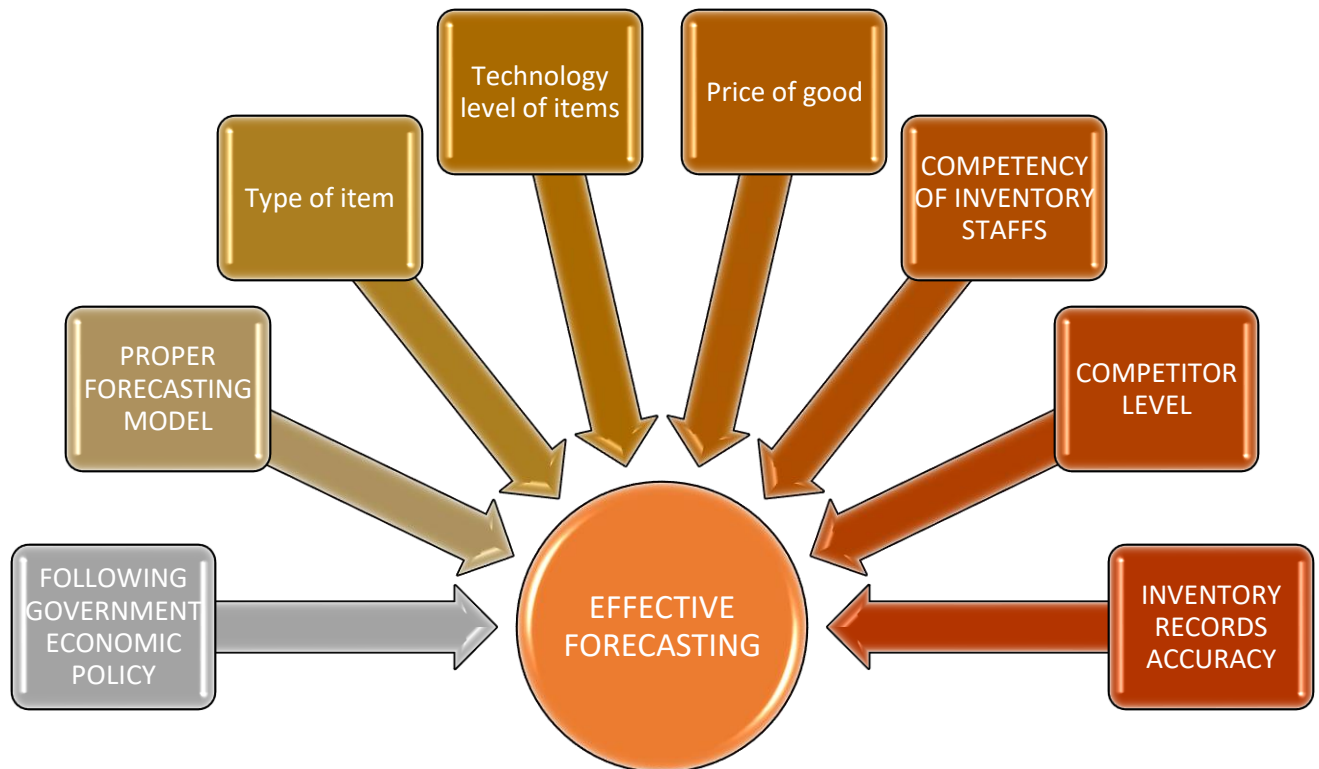 FOLLOWING
GOVERNMENT
ECONOMIC
POLICY
PROPER
FORECASTING
MODEL
Type of item
Technology
level of items
Price of good
COMPETENCY
OF INVENTORY
STAFFS
COMPETITOR
LEVEL
INVENTORY
RECORDS
ACCURACY
EFFECTIVE
FORECASTING